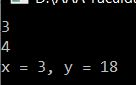 3
4
x = 3, y = 18